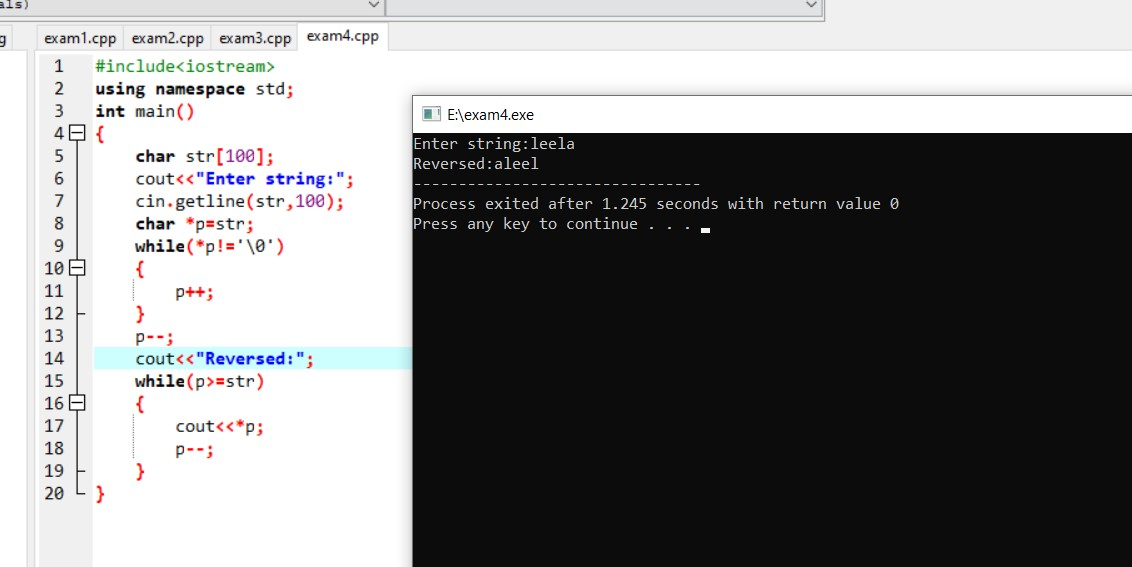 als)
g exam1.cpp exam2.cpp exam3.cpp exam4.cpp
1 #include<iostream>
2 using namespace std;
3 int main()
4 {
5 char str[100];
6 cout<<"Enter string:";
7 cin.getline(str,100);
8 char *p=str;
9 while(*p!='\0')
10 {
11 p++;
12 }
13 p--;
14 cout<<"Reversed:";
15 while(p>=str)
16 {
17 cout<<*p;
18 p--;
19 }
20 }
E:\exam4.exe
Enter string:leela
Reversed:aleel
--------------------------------
Process exited after 1.245 seconds with return value 0
Press any key to continue . . .